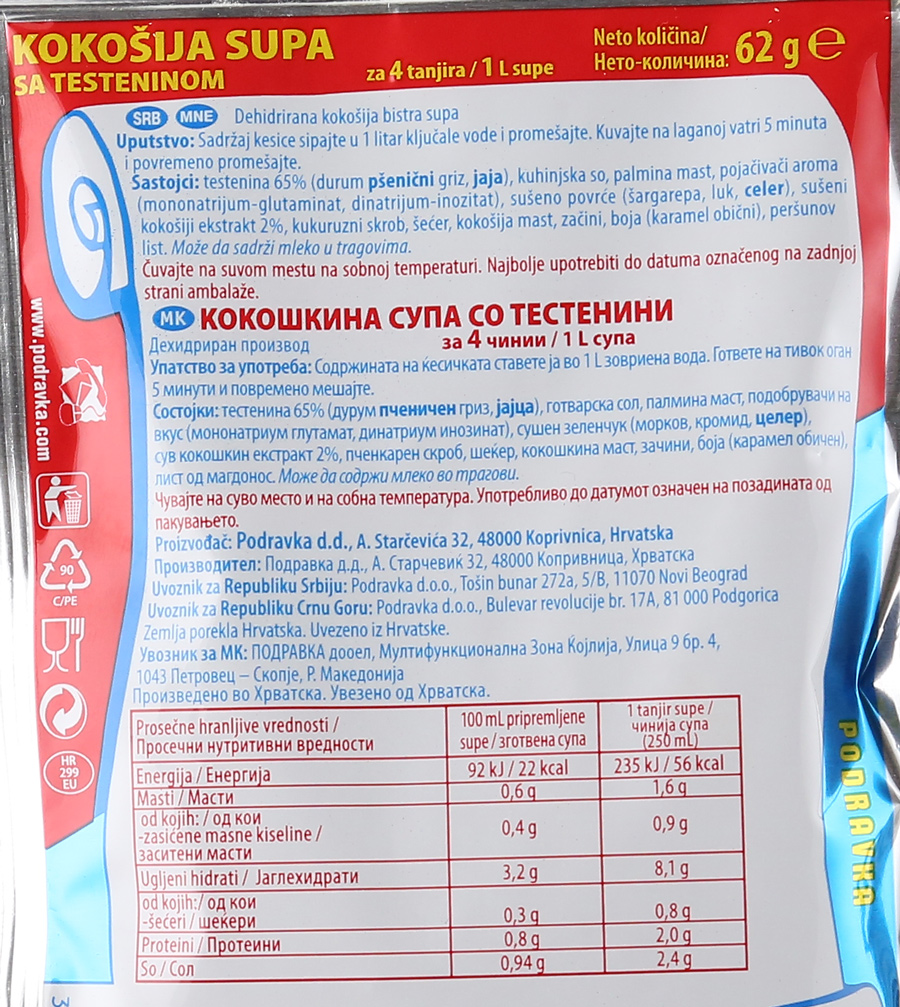 KOKOŠIJA SUPA
SA TESTENINOM
za 4 tanjira / 1 L supe
Neto količina/
Нето-количина: 62 g e
SRB MNE Dehidrirana kokošija bistra supa
Uputstvo: Sadržaj kesice sipajte u 1 litar ključale vode i promešajte. Kuvajte na laganoj vatri 5 minuta
i povremeno promešajte.
Sastojci: testenina 65% (durum pšenični griz, jaja), kuhinjska so, palmina mast, pojačivači aroma
(mononatrijum-glutaminat, dinatrijum-inozitat), sušeno povrće (šargarepa, luk, celer), sušeni
kokošiji ekstrakt 2%, kukuruzni skrob, šećer, kokošija mast, začini, boja (karamel obični), peršunov
list. Može da sadrži mleko u tragovima.
Čuvajte na suvom mestu na sobnoj temperaturi. Najbolje upotrebiti do datuma označenog na zadnjoj
strani ambalaže.
MK КОКОШКИНА СУПА СО ТЕСТЕНИНИ
Дехидриран производ
за 4 чинии / 1 L супа
Упатство за употреба: Содржината на ќесичката ставете ја во 1 L зовриена вода. Гответе на тивок оган
5 минути и повремено мешајте.
Состојки: тестенина 65% (дурум пченичен гриз, јајца), готварска сол, палмина маст, подобрувачи на
вкус (мононатриум глутамат, динатриум инозинат), сушен зеленчук (морков, кромид, целер),
сув кокошкин екстракт 2%, пченкарен скроб, шеќер, кокошкина маст, зачини, боја (карамел обичен),
лист од магдонос. Може да содржи млеко во трагови.
Чувајте на суво место и на собна температура. Употребливо до датумот означен на позадината од
пакувањето.
Proizvođač: Podravka d.d., A. Starčevića 32, 48000 Koprivnica, Hrvatska
Производител: Подравка д.д., А. Старчевиќ 32, 48000 Копривница, Хрватска
Uvoznik za Republiku Srbiju: Podravka d.o.o., Tošin bunar 272a, 5/B, 11070 Novi Beograd
Uvoznik za Republiku Crnu Goru: Podravka d.o.o., Bulevar revolucije br. 17A, 81 000 Podgorica
Zemlja porekla Hrvatska. Uvezeno iz Hrvatske.
Увозник за МК: ПОДРАВКА дооел, Мултифункционална Зона Ќојлија, Улица 9 бр. 4,
1043 Петровец – Скопје, Р. Македонија
Произведено во Хрватска. Увезено од Хрватска.
Prosečne hranljive vrednosti /
Просечни нутритивни вредности
100 mL pripremljene
supe / зготвена супа
1 tanjir supe /
чинија супа
(250 mL)
Energija / Енергија 92 kJ / 22 kcal 235 kJ / 56 kcal
Masti / Масти 0,6 g 1,6 g
od kojih: / од кои
-zasićene masne kiseline /
заситени масти 0,4 g 0,9 g
Ugljeni hidrati / Јаглехидрати 3,2 g 8,1 g
od kojih:/ од кои
-šećeri / шеќери 0,3 g 0,8 g
Proteini / Протеини 0,8 g 2,0 g
So / Сол 0,94 g 2,4 g
www.podravka.com
90
C/PE
HR
299
EU
PODRAVKA